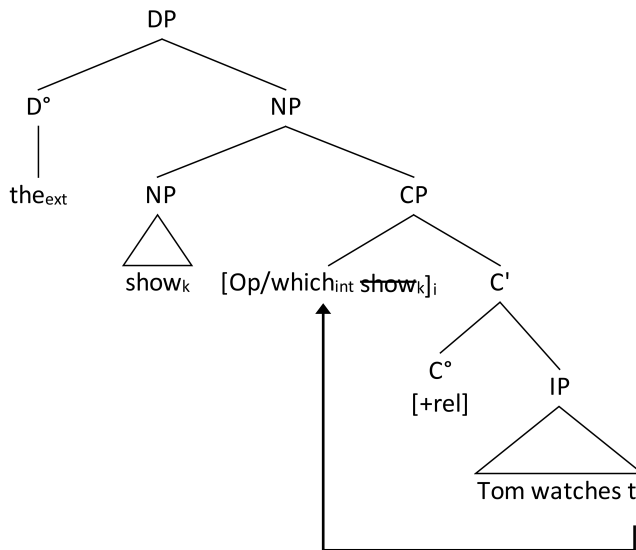 DP
D° NP
the_ext NP CP
show_k [Op/which_int show_k]_i C'
C° IP
[+rel]
Tom watches t